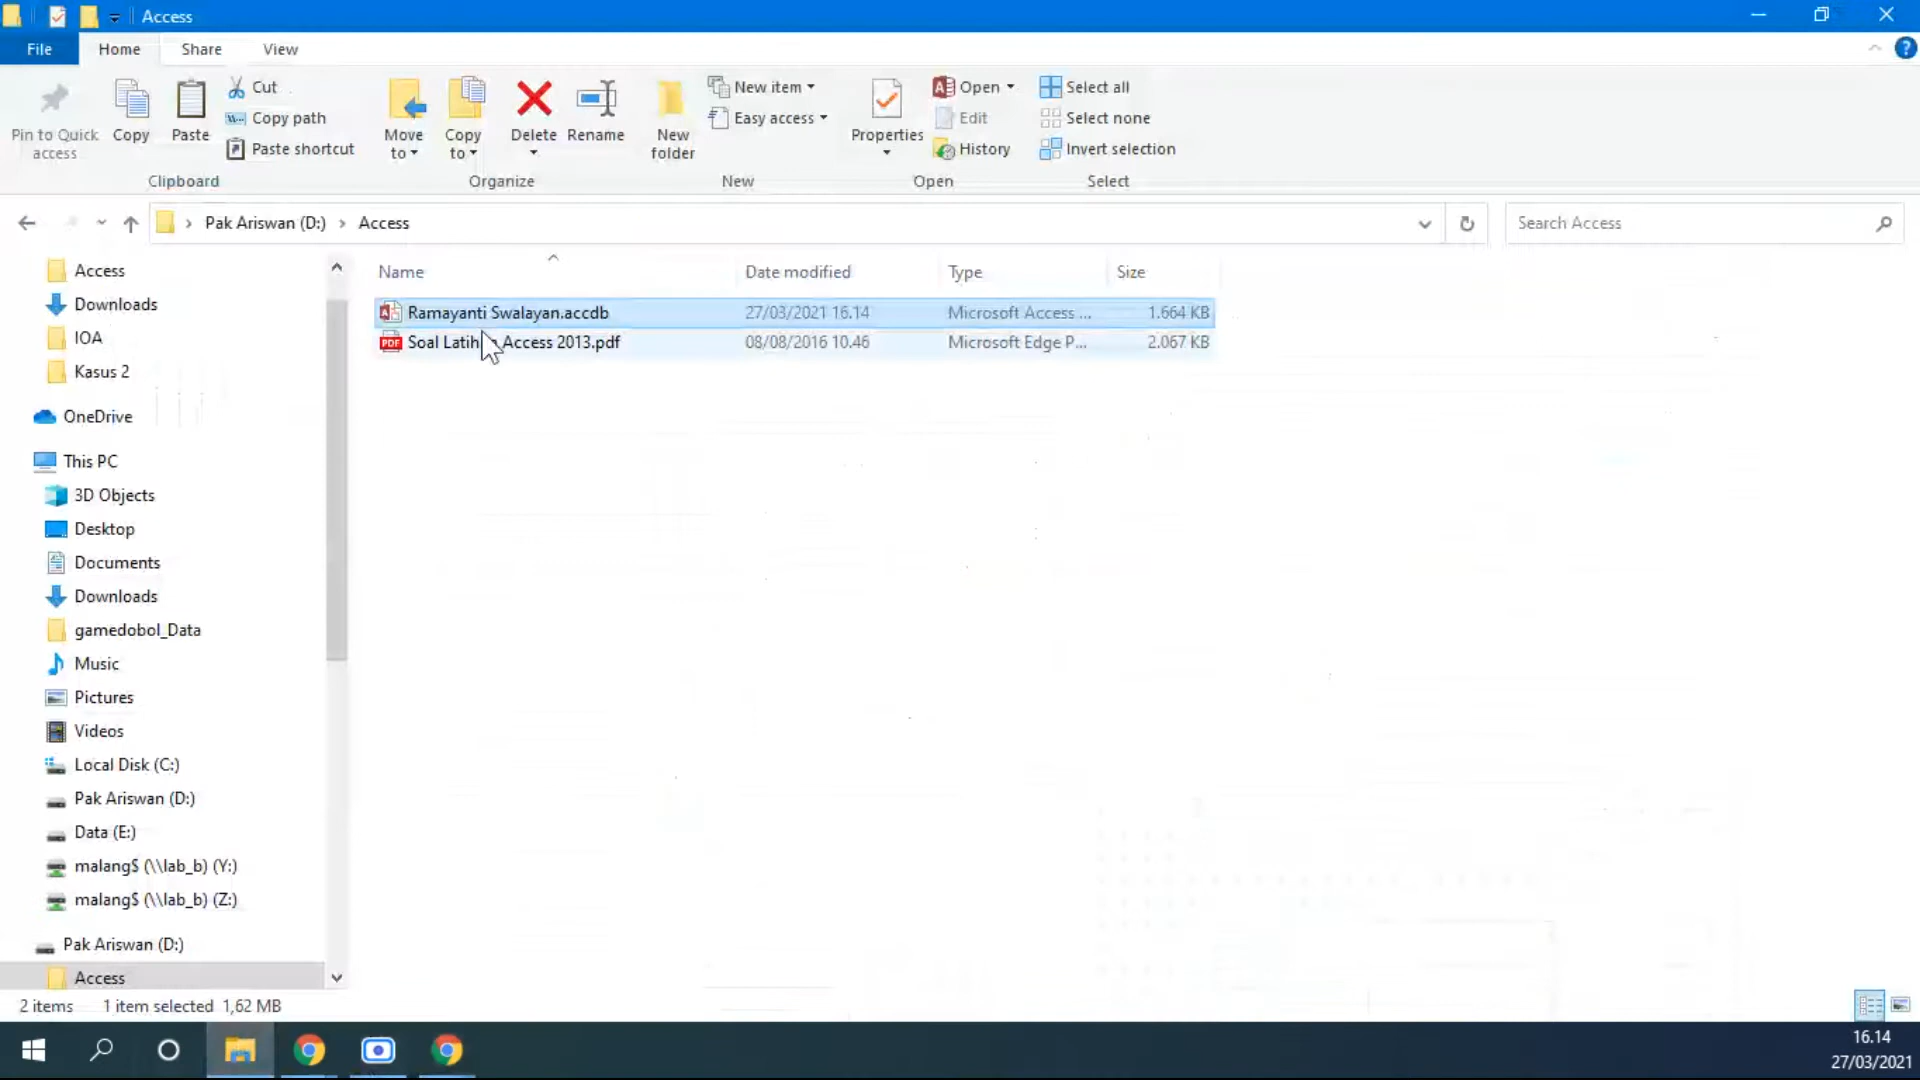 Access
File Home Share View
Pin to Quick access
Copy
Paste
Cut
Copy path
Paste shortcut
Clipboard
Move to
Copy to
Delete
Rename
Organize
New folder
New item
Easy access
New
Properties
Open
Edit
History
Open
Select all
Select none
Invert selection
Select
Pak Ariswan (D:) Access
Search Access
Name Date modified Type Size
Ramayanti Swalayan.accdb 27/03/2021 16.14 Microsoft Access ... 1.664 KB
Soal Latih Access 2013.pdf 08/08/2016 10.46 Microsoft Edge P... 2.067 KB
Access
Downloads
IOA
Kasus 2
OneDrive
This PC
3D Objects
Desktop
Documents
Downloads
gamedobol_Data
Music
Pictures
Videos
Local Disk (C:)
Pak Ariswan (D:)
Data (E:)
malang$ (\\lab_b) (Y:)
malang$ (\\lab_b) (Z:)
Pak Ariswan (D:)
Access
2 items 1 item selected 1,62 MB
16.14
27/03/2021